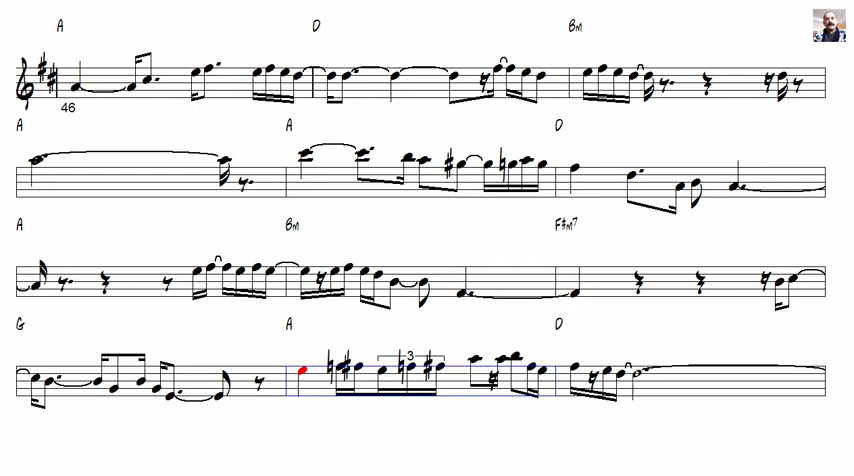 A D Bm
46
A A D
A Bm F#m7
G A D
3